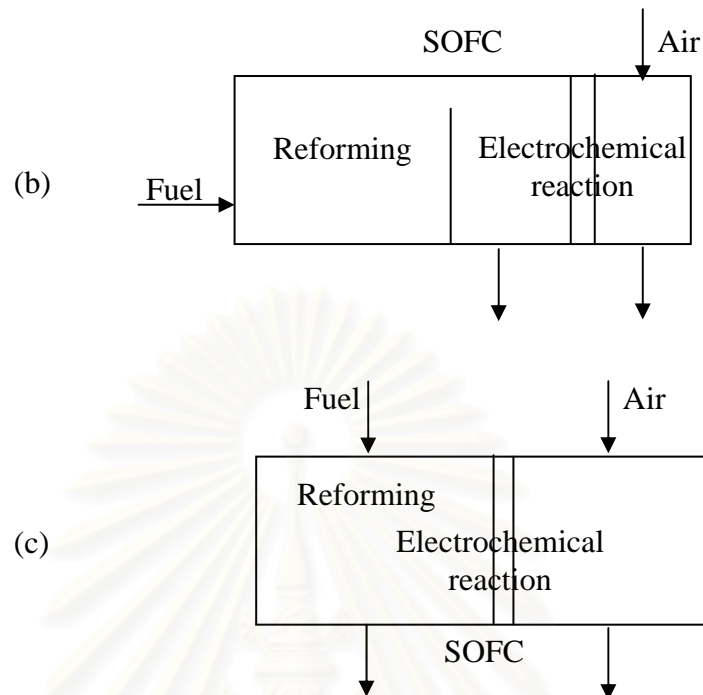 SOFC
Air
Reforming
Electrochemical
reaction
(b)
Fuel
Fuel
Air
Reforming
(c)
Electrochemical
reaction
SOFC